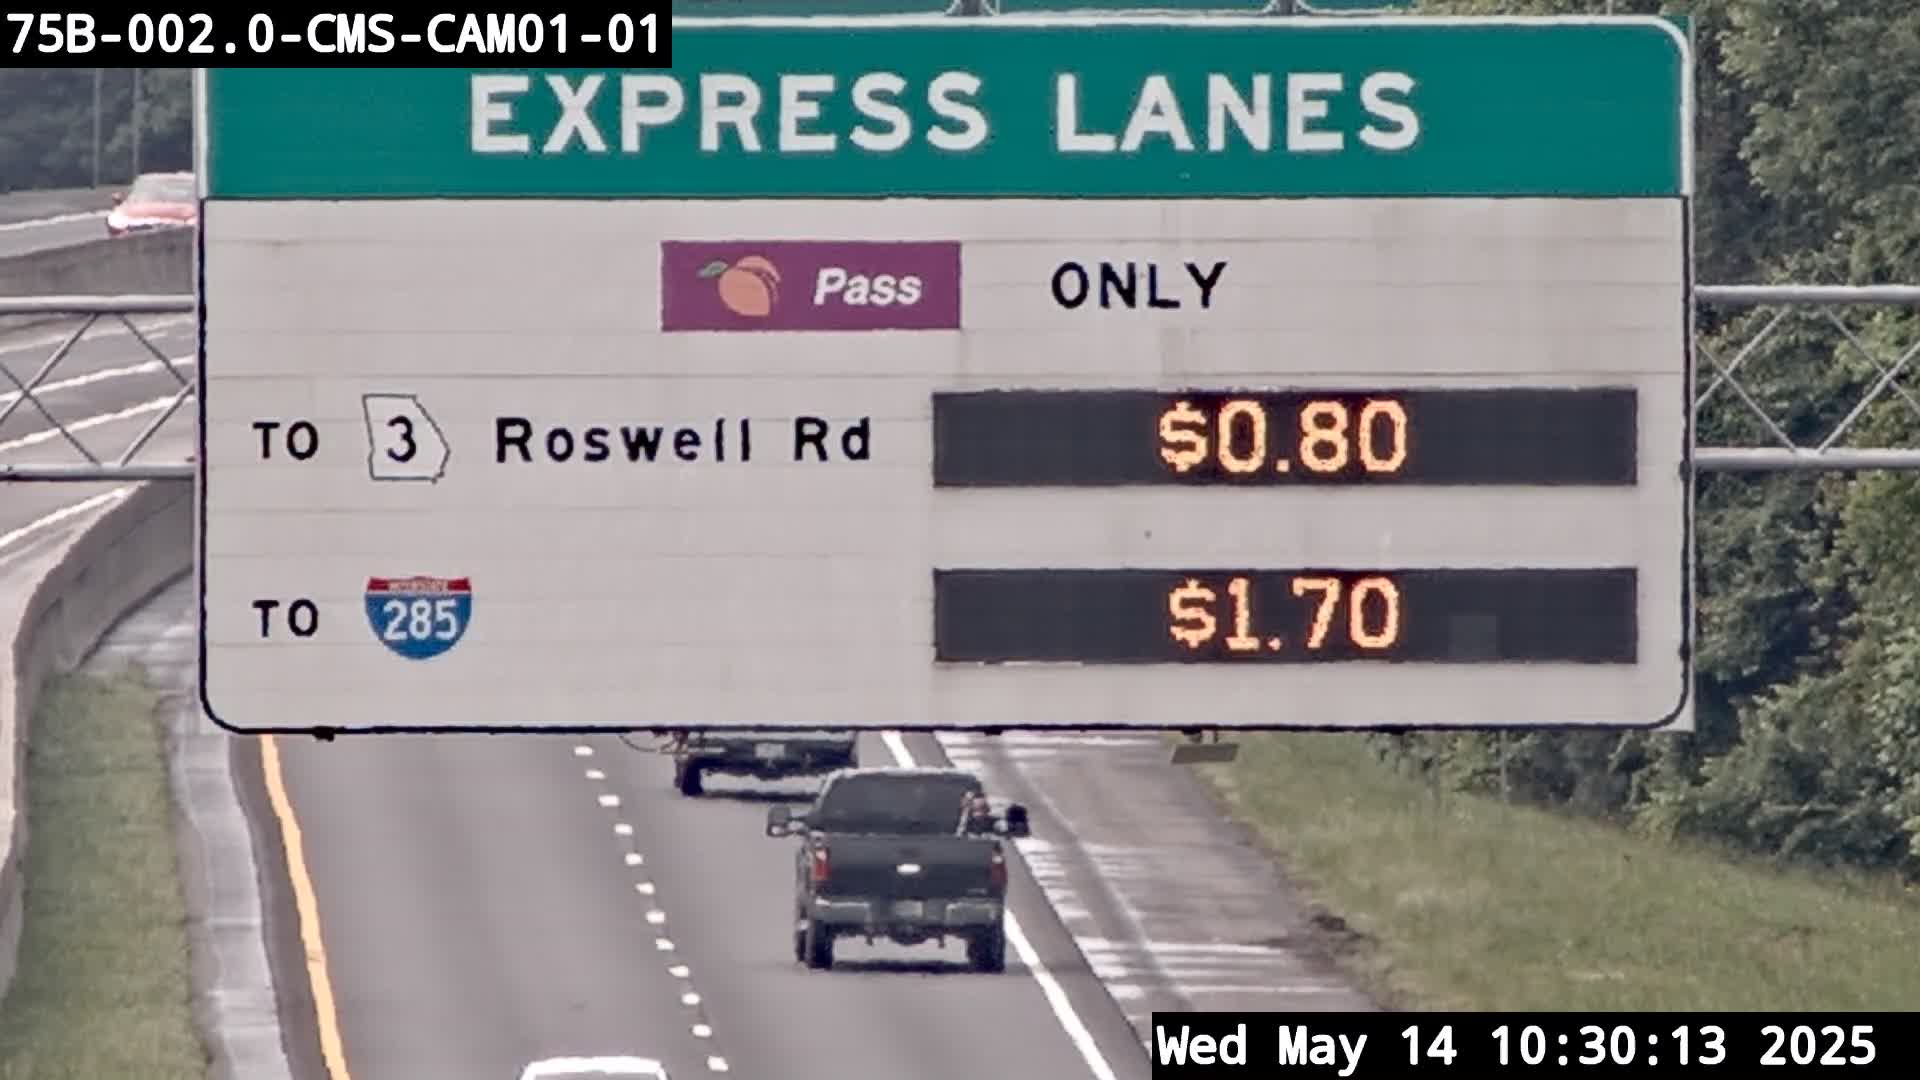 75B-002.0-CMS-CAM01-01
EXPRESS LANES
Pass ONLY
TO 3 Roswell Rd $0.80
INTERSTATE
TO 285 $1.70
Wed May 14 10:30:13 2025